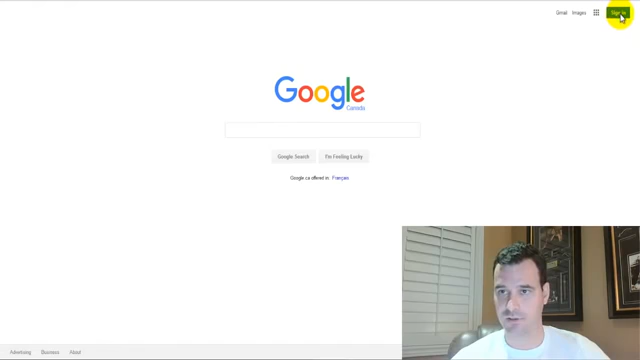 Gmail Images Sign in
Google
Canada
Google Search I'm Feeling Lucky
Google.ca offered in: Français
Advertising Business About